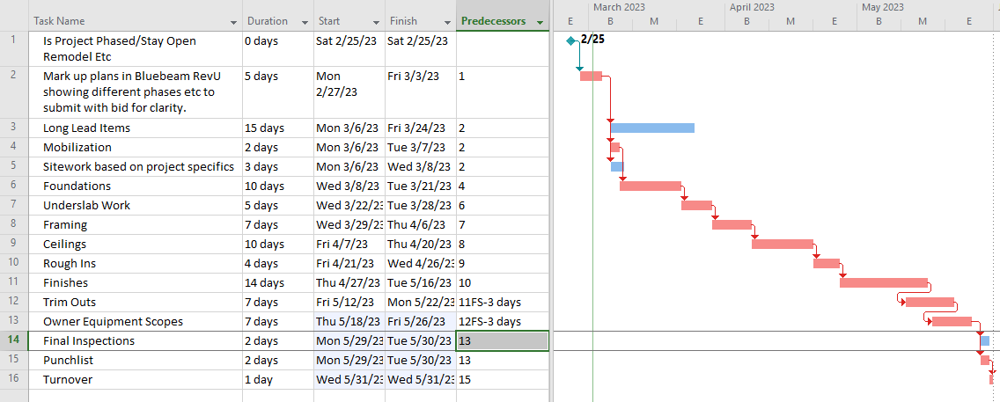 March 2023 April 2023 May 2023
Task Name Duration Start Finish Predecessors E B M E B M E B M E
1 Is Project Phased/Stay Open 0 days Sat 2/25/23 Sat 2/25/23 2/25
Remodel Etc
2 Mark up plans in Bluebeam RevU 5 days Mon Fri 3/3/23 1
showing different phases etc to 2/27/23
submit with bid for clarity.
3 Long Lead Items 15 days Mon 3/6/23 Fri 3/24/23 2
4 Mobilization 2 days Mon 3/6/23 Tue 3/7/23 2
5 Sitework based on project specifics 3 days Mon 3/6/23 Wed 3/8/23 2
6 Foundations 10 days Wed 3/8/23 Tue 3/21/23 4
7 Underslab Work 5 days Wed 3/22/23 Tue 3/28/23 6
8 Framing 7 days Wed 3/29/23 Thu 4/6/23 7
9 Ceilings 10 days Fri 4/7/23 Thu 4/20/23 8
10 Rough Ins 4 days Fri 4/21/23 Wed 4/26/23 9
11 Finishes 14 days Thu 4/27/23 Tue 5/16/23 10
12 Trim Outs 7 days Fri 5/12/23 Mon 5/22/23 11FS-3 days
13 Owner Equipment Scopes 7 days Thu 5/18/23 Fri 5/26/23 12FS-3 days
14 Final Inspections 2 days Mon 5/29/23 Tue 5/30/23 13
15 Punchlist 2 days Mon 5/29/23 Tue 5/30/23 13
16 Turnover 1 day Wed 5/31/23 Wed 5/31/23 15